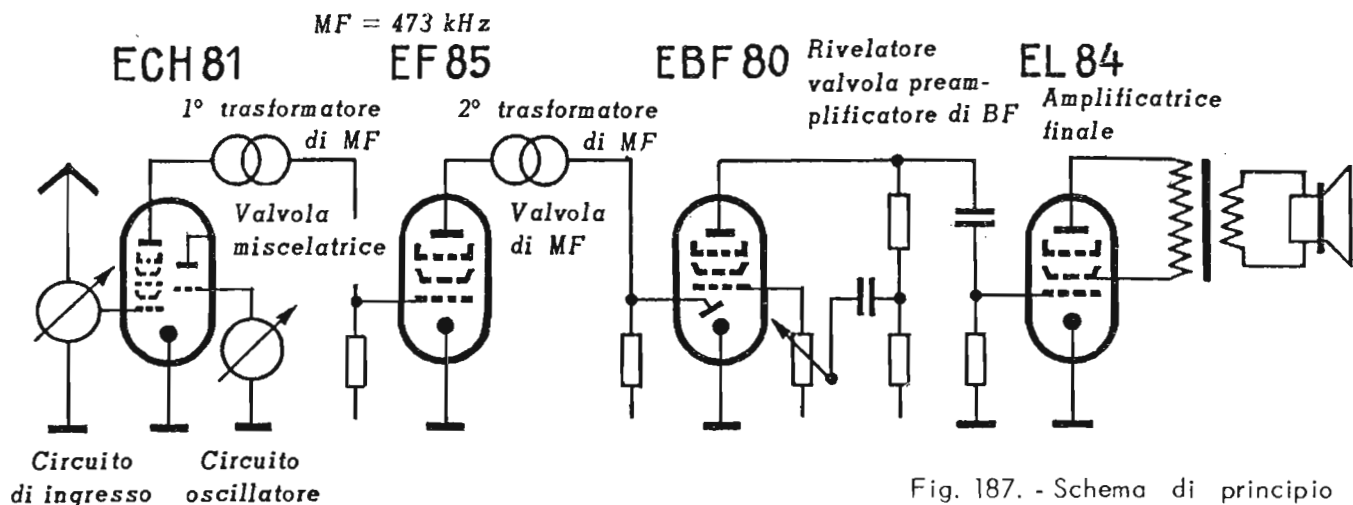 MF = 473 kHz
ECH 81
EF 85
EBF 80
EL 84
1° trasformatore
di MF
2° trasformatore
di MF
Rivelatore
valvola pream-
plificatore di BF
Amplificatrice
finale
Valvola
miscelatrice
Valvola
di MF
Circuito
di ingresso
Circuito
oscillatore
Fig. 187. - Schema di principio